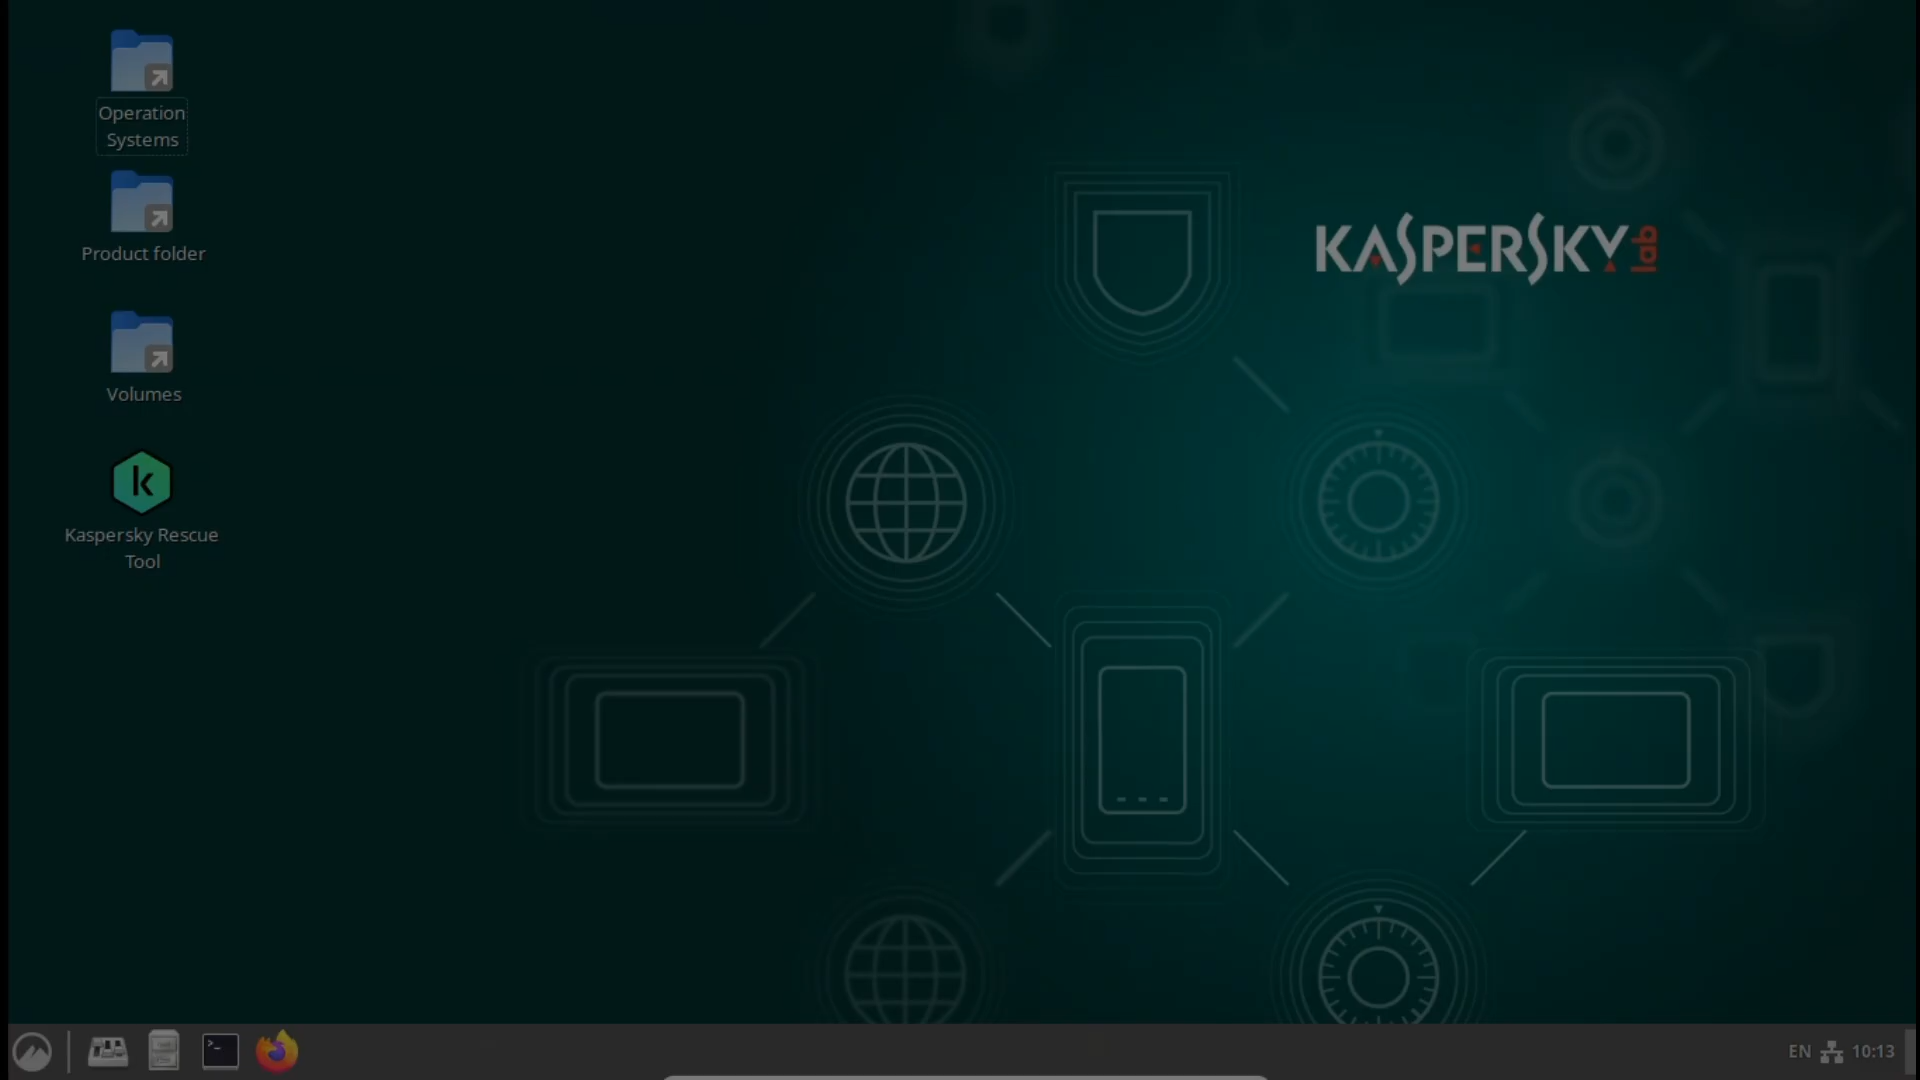 Operation
Systems
Product folder
Volumes
Kaspersky Rescue
Tool
KASPERSKY lab
EN 10:13